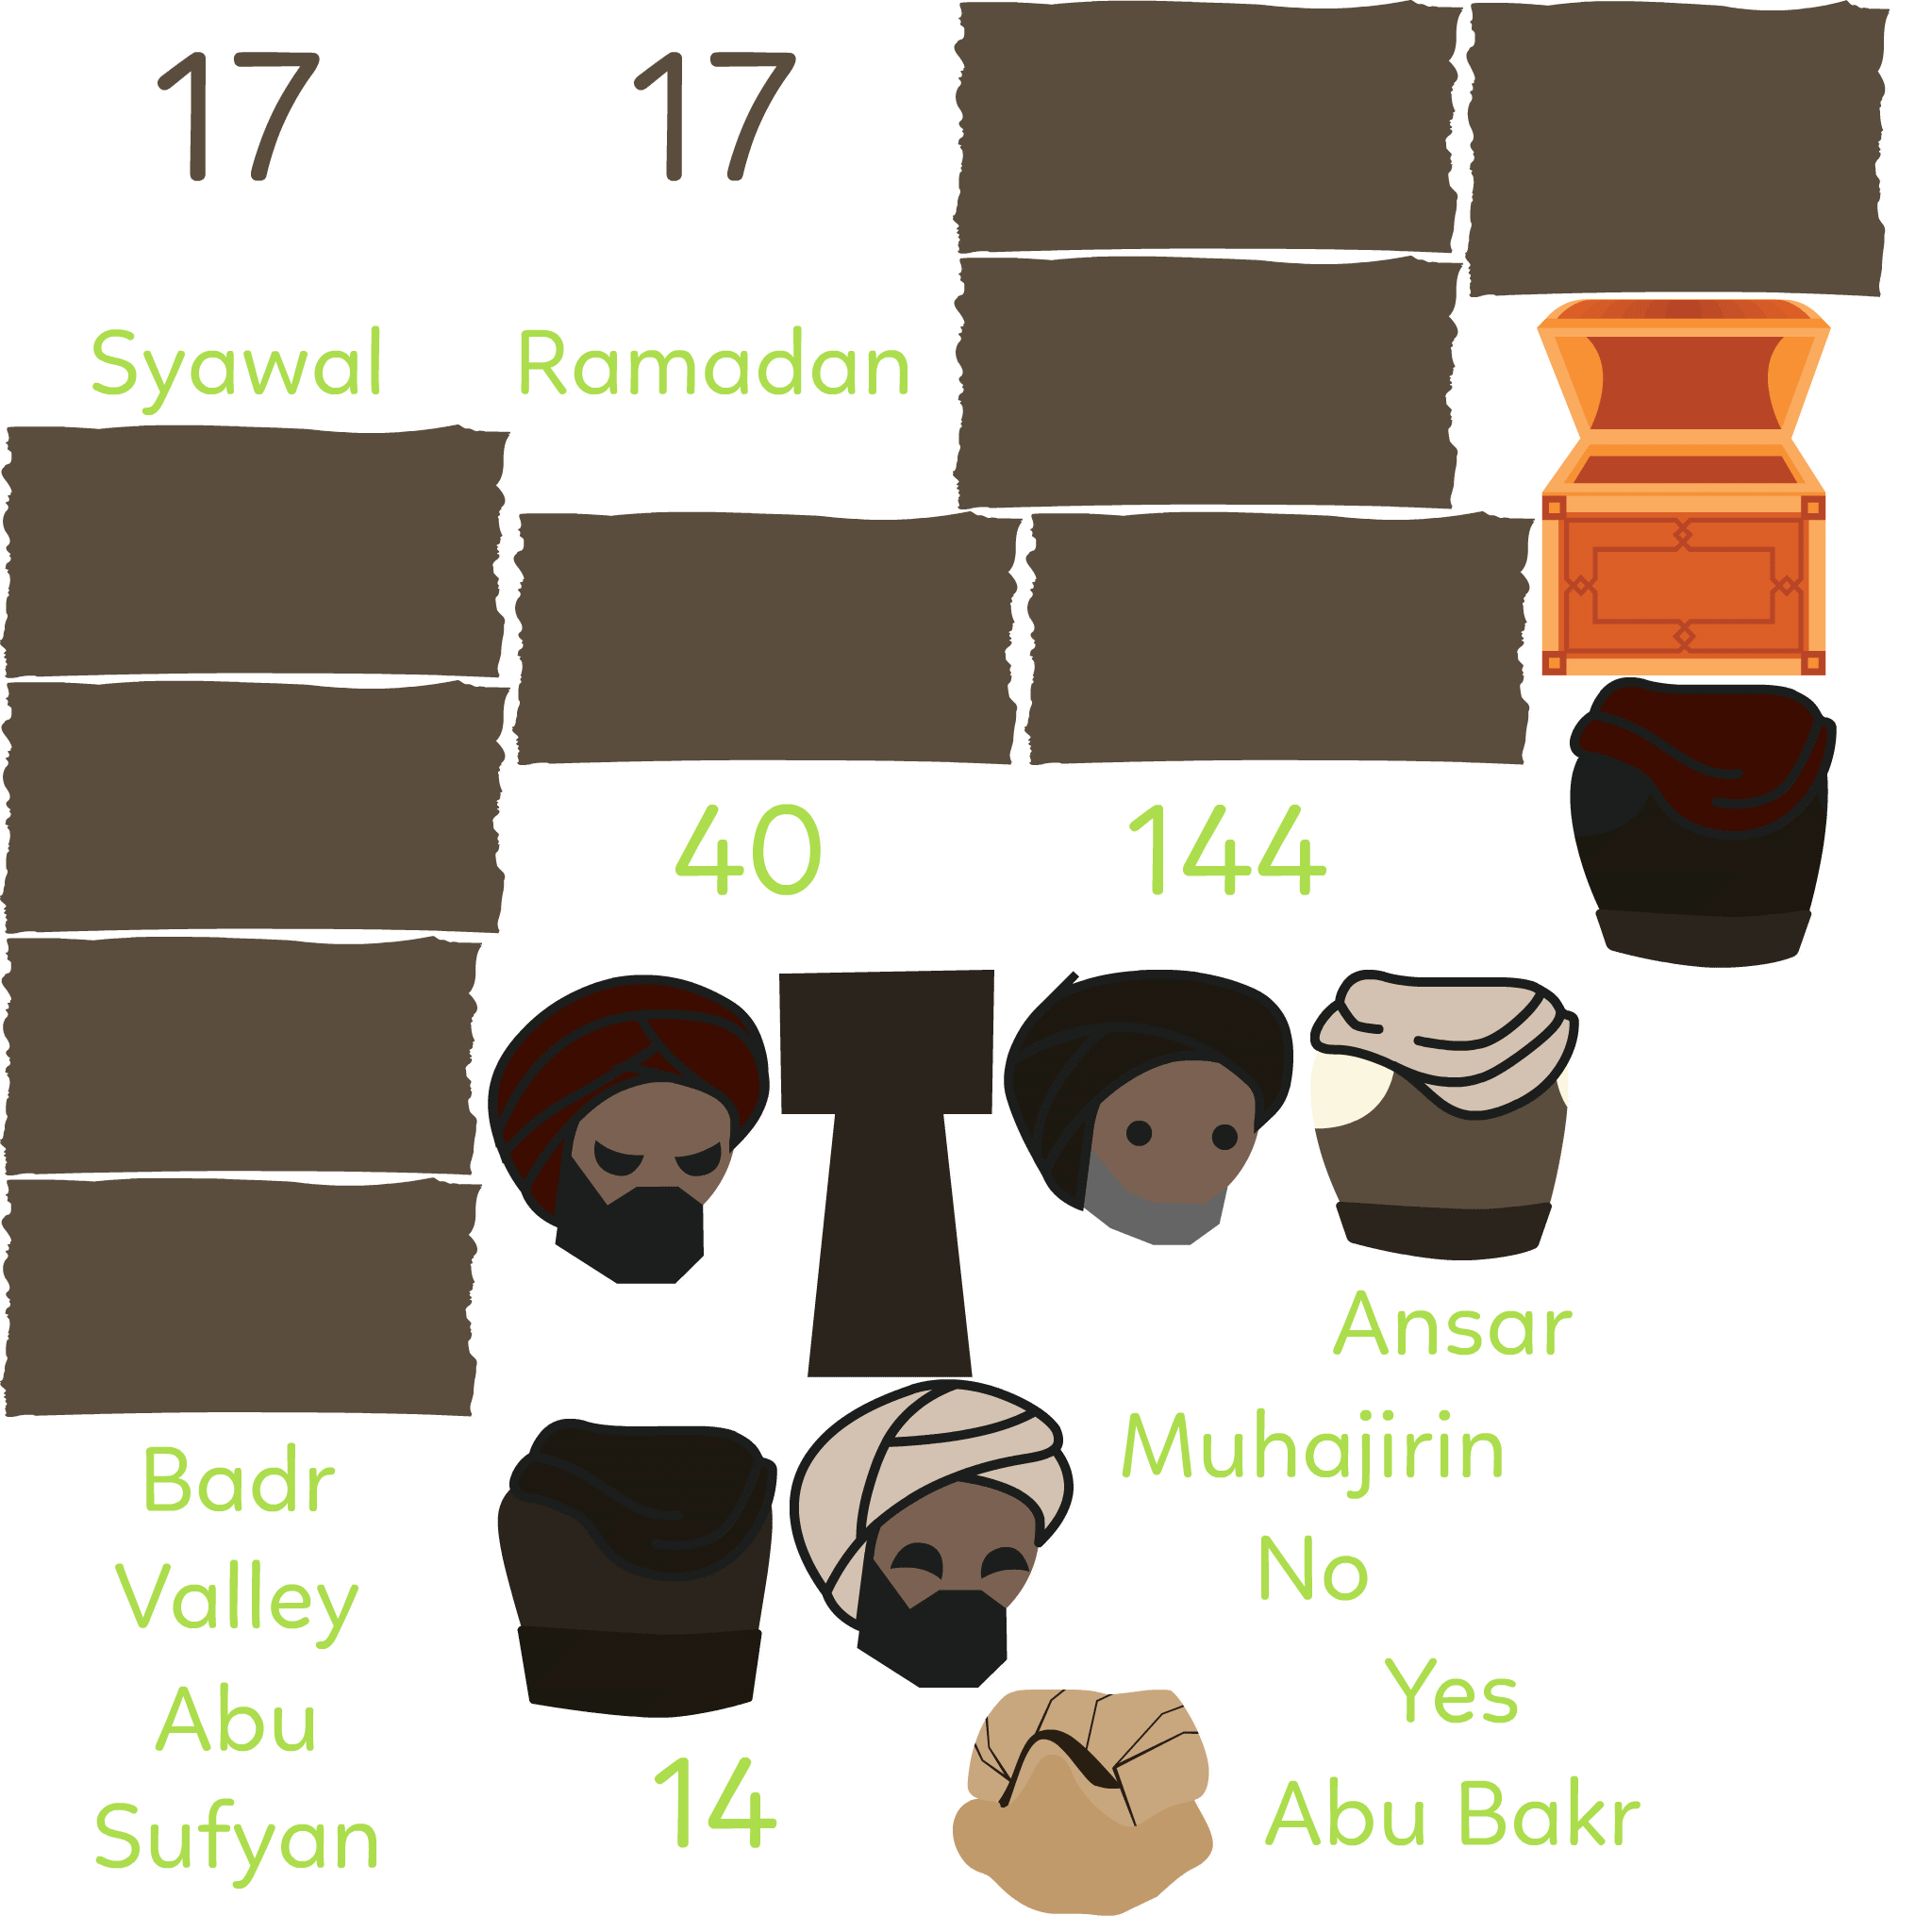 17 17
Syawal Ramadan
40 144
Ansar
Muhajirin
No
Yes
Abu Bakr
Badr
Valley
Abu
Sufyan
14